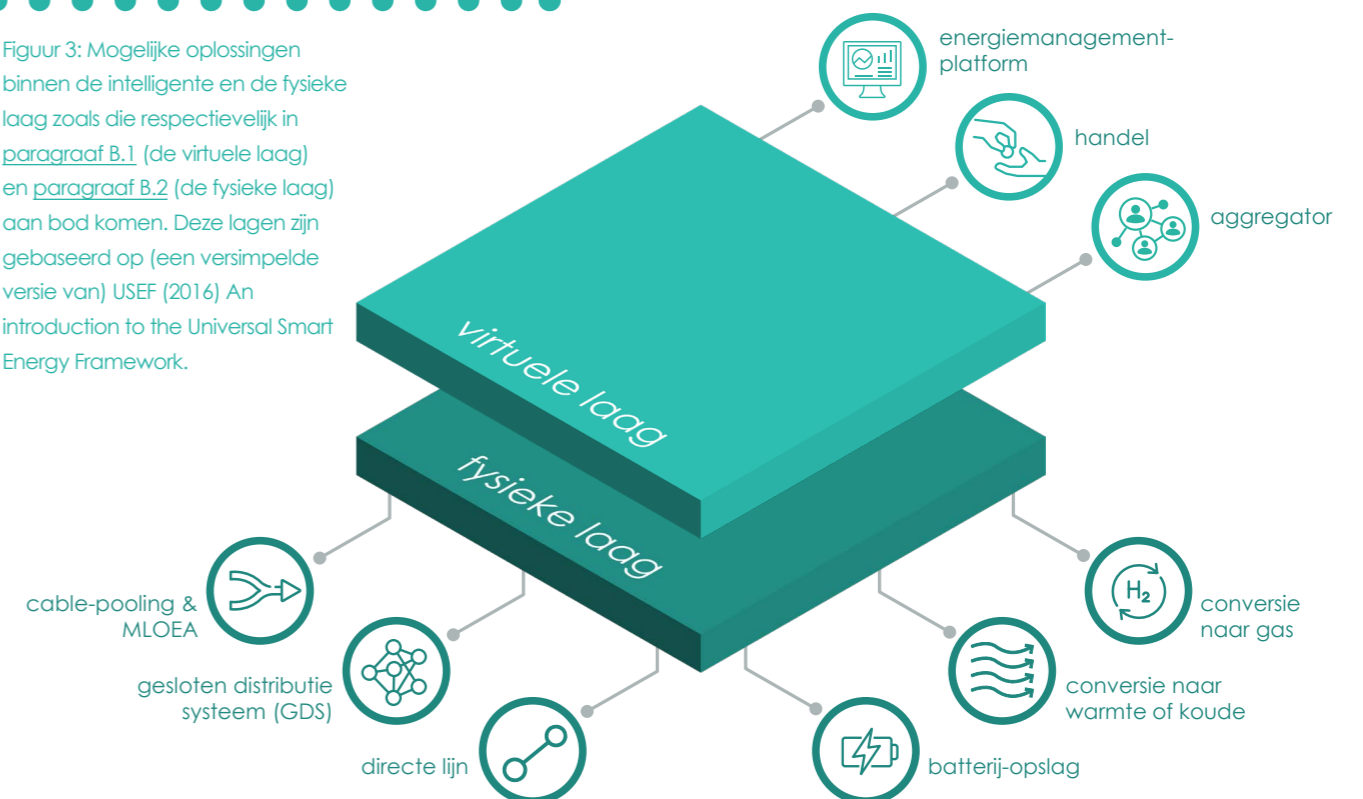 Figuur 3: Mogelijke oplossingen
binnen de intelligente en de fysieke
laag zoals die respectievelijk in
paragraaf B.1 (de virtuele laag)
en paragraaf B.2 (de fysieke laag)
aan bod komen. Deze lagen zijn
gebaseerd op (een versimpelde
versie van) USEF (2016) An
introduction to the Universal Smart
Energy Framework.
energiemanagement-
platform
handel
aggregator
virtuele laag
fysieke laag
cable-pooling &
MLOEA
gesloten distributie
systeem (GDS)
directe lijn
batterij-opslag
conversie naar
warmte of koude
H₂
conversie
naar gas